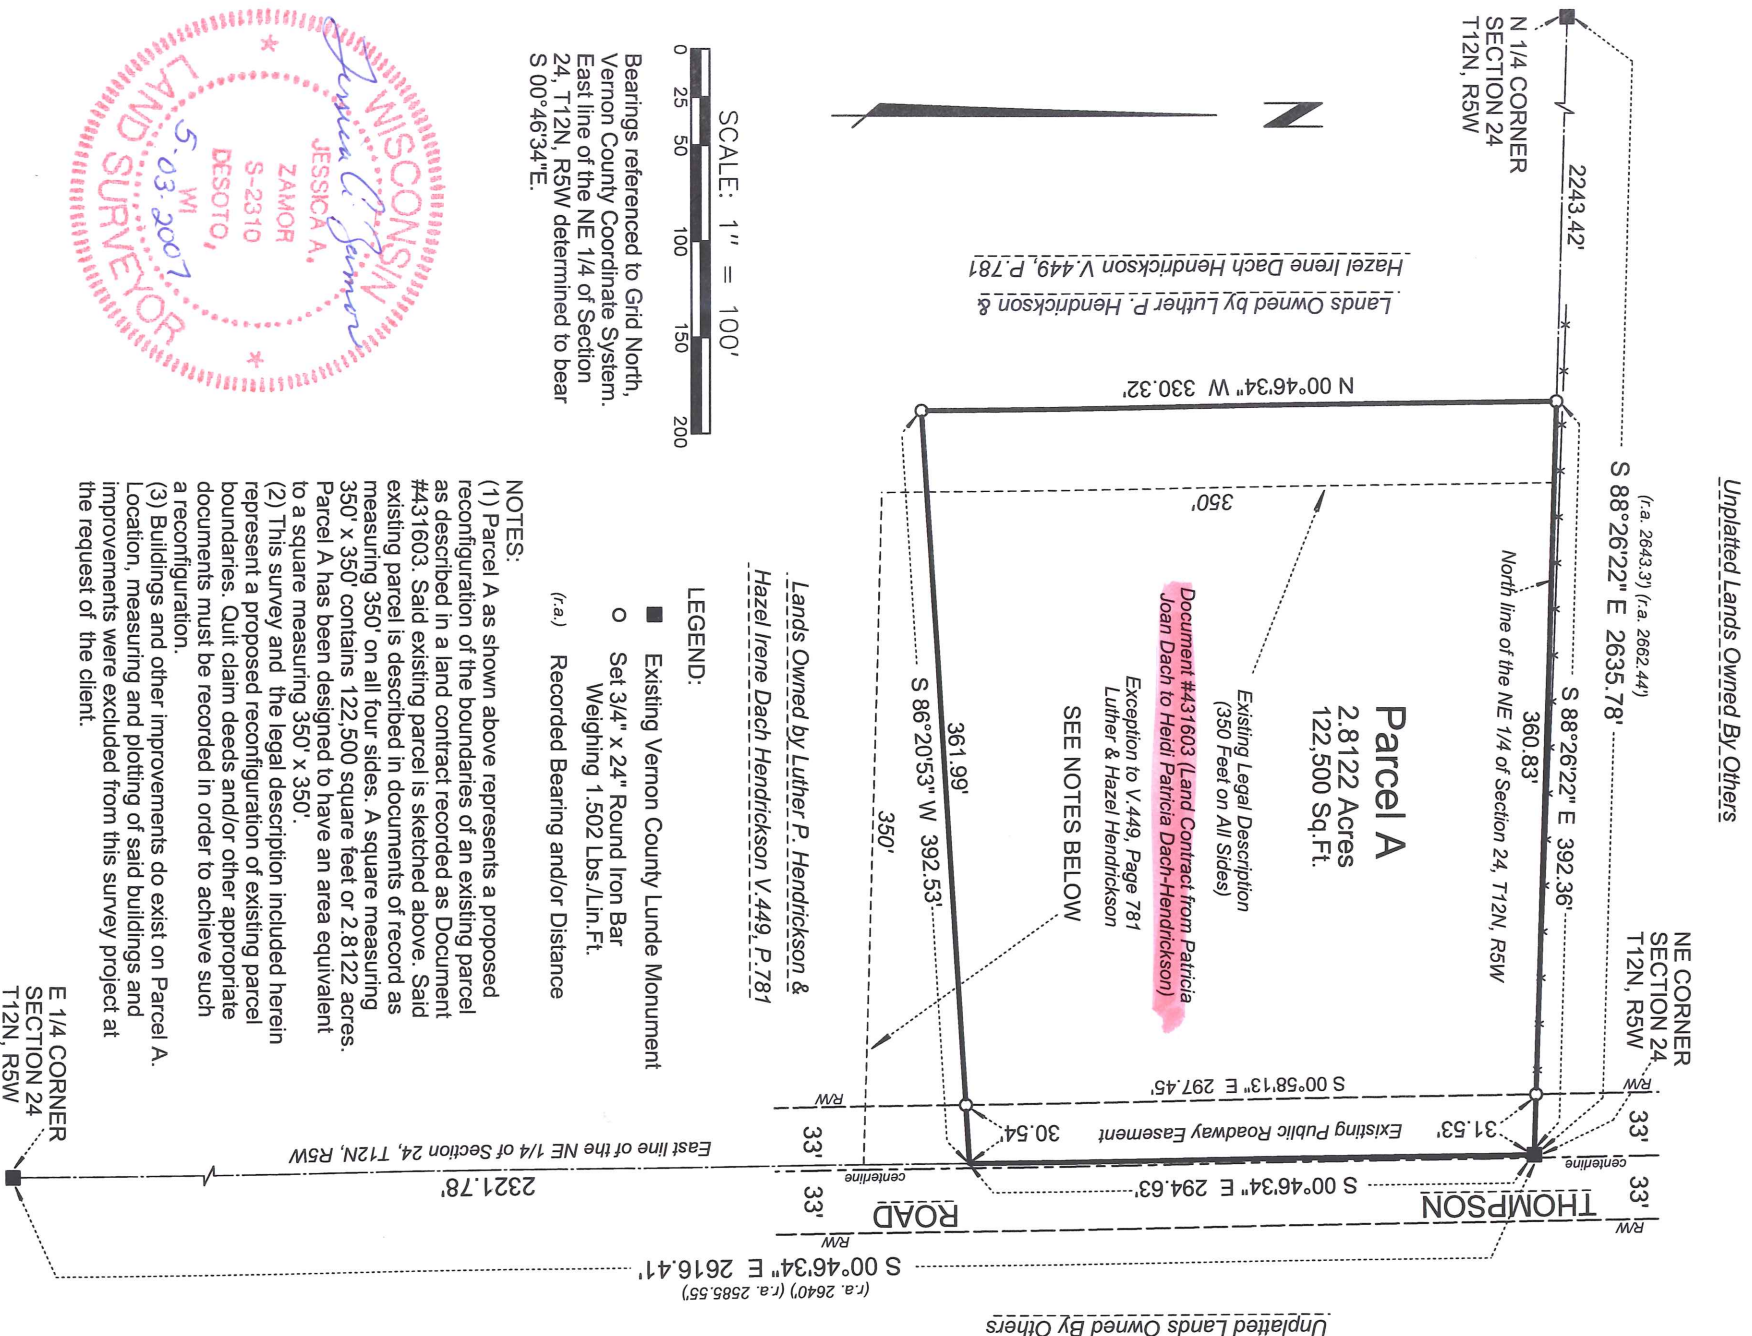 Unplatted Lands Owned By Others
(r.a. 2643.3') (r.a. 2662.44')
S 88°26'22" E 2635.78'
N 1/4 CORNER
SECTION 24
T12N, R5W
2243.42'
S 88°26'22" E 392.36'
360.83'
North line of the NE 1/4 of Section 24, T12N, R5W
NE CORNER
SECTION 24
T12N, R5W
N
Lands Owned by Luther P. Hendrickson &
Hazel Irene Dach Hendrickson V.449, P.781
N 00°46'34" W 330.32'
350'
Parcel A
2.8122 Acres
122,500 Sq.Ft.
Existing Legal Description
(350 Feet on All Sides)
Document #431603 (Land Contract from Patricia
Joan Dach to Heidi Patricia Dach-Hendrickson)
Exception to V.449, Page 781
Luther & Hazel Hendrickson
SEE NOTES BELOW
S 00°58'13" E 297.45'
Existing Public Roadway Easement
31.53'
30.54'
R/W
33'
centerline
33'
R/W
THOMPSON
ROAD
S 00°46'34" E 294.63'
R/W
33'
centerline
33'
R/W
361.99'
S 86°20'53" W 392.53'
350'
Lands Owned by Luther P. Hendrickson &
Hazel Irene Dach Hendrickson V.449, P.781
East line of the NE 1/4 of Section 24, T12N, R5W
2321.78'
S 00°46'34" E 2616.41'
(r.a. 2640') (r.a. 2585.55')
Unplatted Lands Owned By Others
E 1/4 CORNER
SECTION 24
T12N, R5W
SCALE: 1" = 100'
0 25 50 100 150 200
Bearings referenced to Grid North,
Vernon County Coordinate System.
East line of the NE 1/4 of Section
24, T12N, R5W determined to bear
S 00°46'34"E.
LEGEND:
Existing Vernon County Lunde Monument
Set 3/4" x 24" Round Iron Bar
Weighing 1.502 Lbs./Lin.Ft.
(r.a.) Recorded Bearing and/or Distance
NOTES:
(1) Parcel A as shown above represents a proposed
reconfiguration of the boundaries of an existing parcel
as described in a land contract recorded as Document
#431603. Said existing parcel is sketched above. Said
existing parcel is described in documents of record as
measuring 350' on all four sides. A square measuring
350' x 350' contains 122,500 square feet or 2.8122 acres.
Parcel A has been designed to have an area equivalent
to a square measuring 350' x 350'.
(2) This survey and the legal description included herein
represent a proposed reconfiguration of existing parcel
boundaries. Quit claim deeds and/or other appropriate
documents must be recorded in order to achieve such
a reconfiguration.
(3) Buildings and other improvements do exist on Parcel A.
Location, measuring and plotting of said buildings and
improvements were excluded from this survey project at
the request of the client.
WISCONSIN
JESSICA A.
ZAMOR
S-2310
DESOTO,
WI
LAND SURVEYOR
Jessica A Zamor
5-03-2007